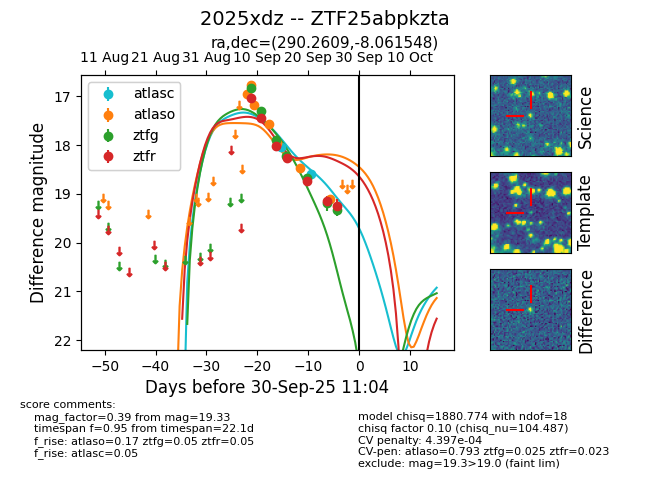 2025xdz -- ZTF25abpkzta
ra,dec=(290.2609,-8.061548)
11 Aug 21 Aug 31 Aug 10 Sep 20 Sep 30 Sep 10 Oct
atlasc
atlaso
ztfg
ztfr
17
18
19
20
21
22
Difference magnitude
−50 −40 −30 −20 −10 0 10
Days before 30-Sep-25 11:04
Science
Template
Difference
score comments:
mag_factor=0.39 from mag=19.33
timespan f=0.95 from timespan=22.1d
f_rise: atlaso=0.17 ztfg=0.05 ztfr=0.05
f_rise: atlasc=0.05
model chisq=1880.774 with ndof=18
chisq factor 0.10 (chisq_nu=104.487)
CV penalty: 4.397e-04
CV-pen: atlaso=0.793 ztfg=0.025 ztfr=0.023
exclude: mag=19.3>19.0 (faint lim)